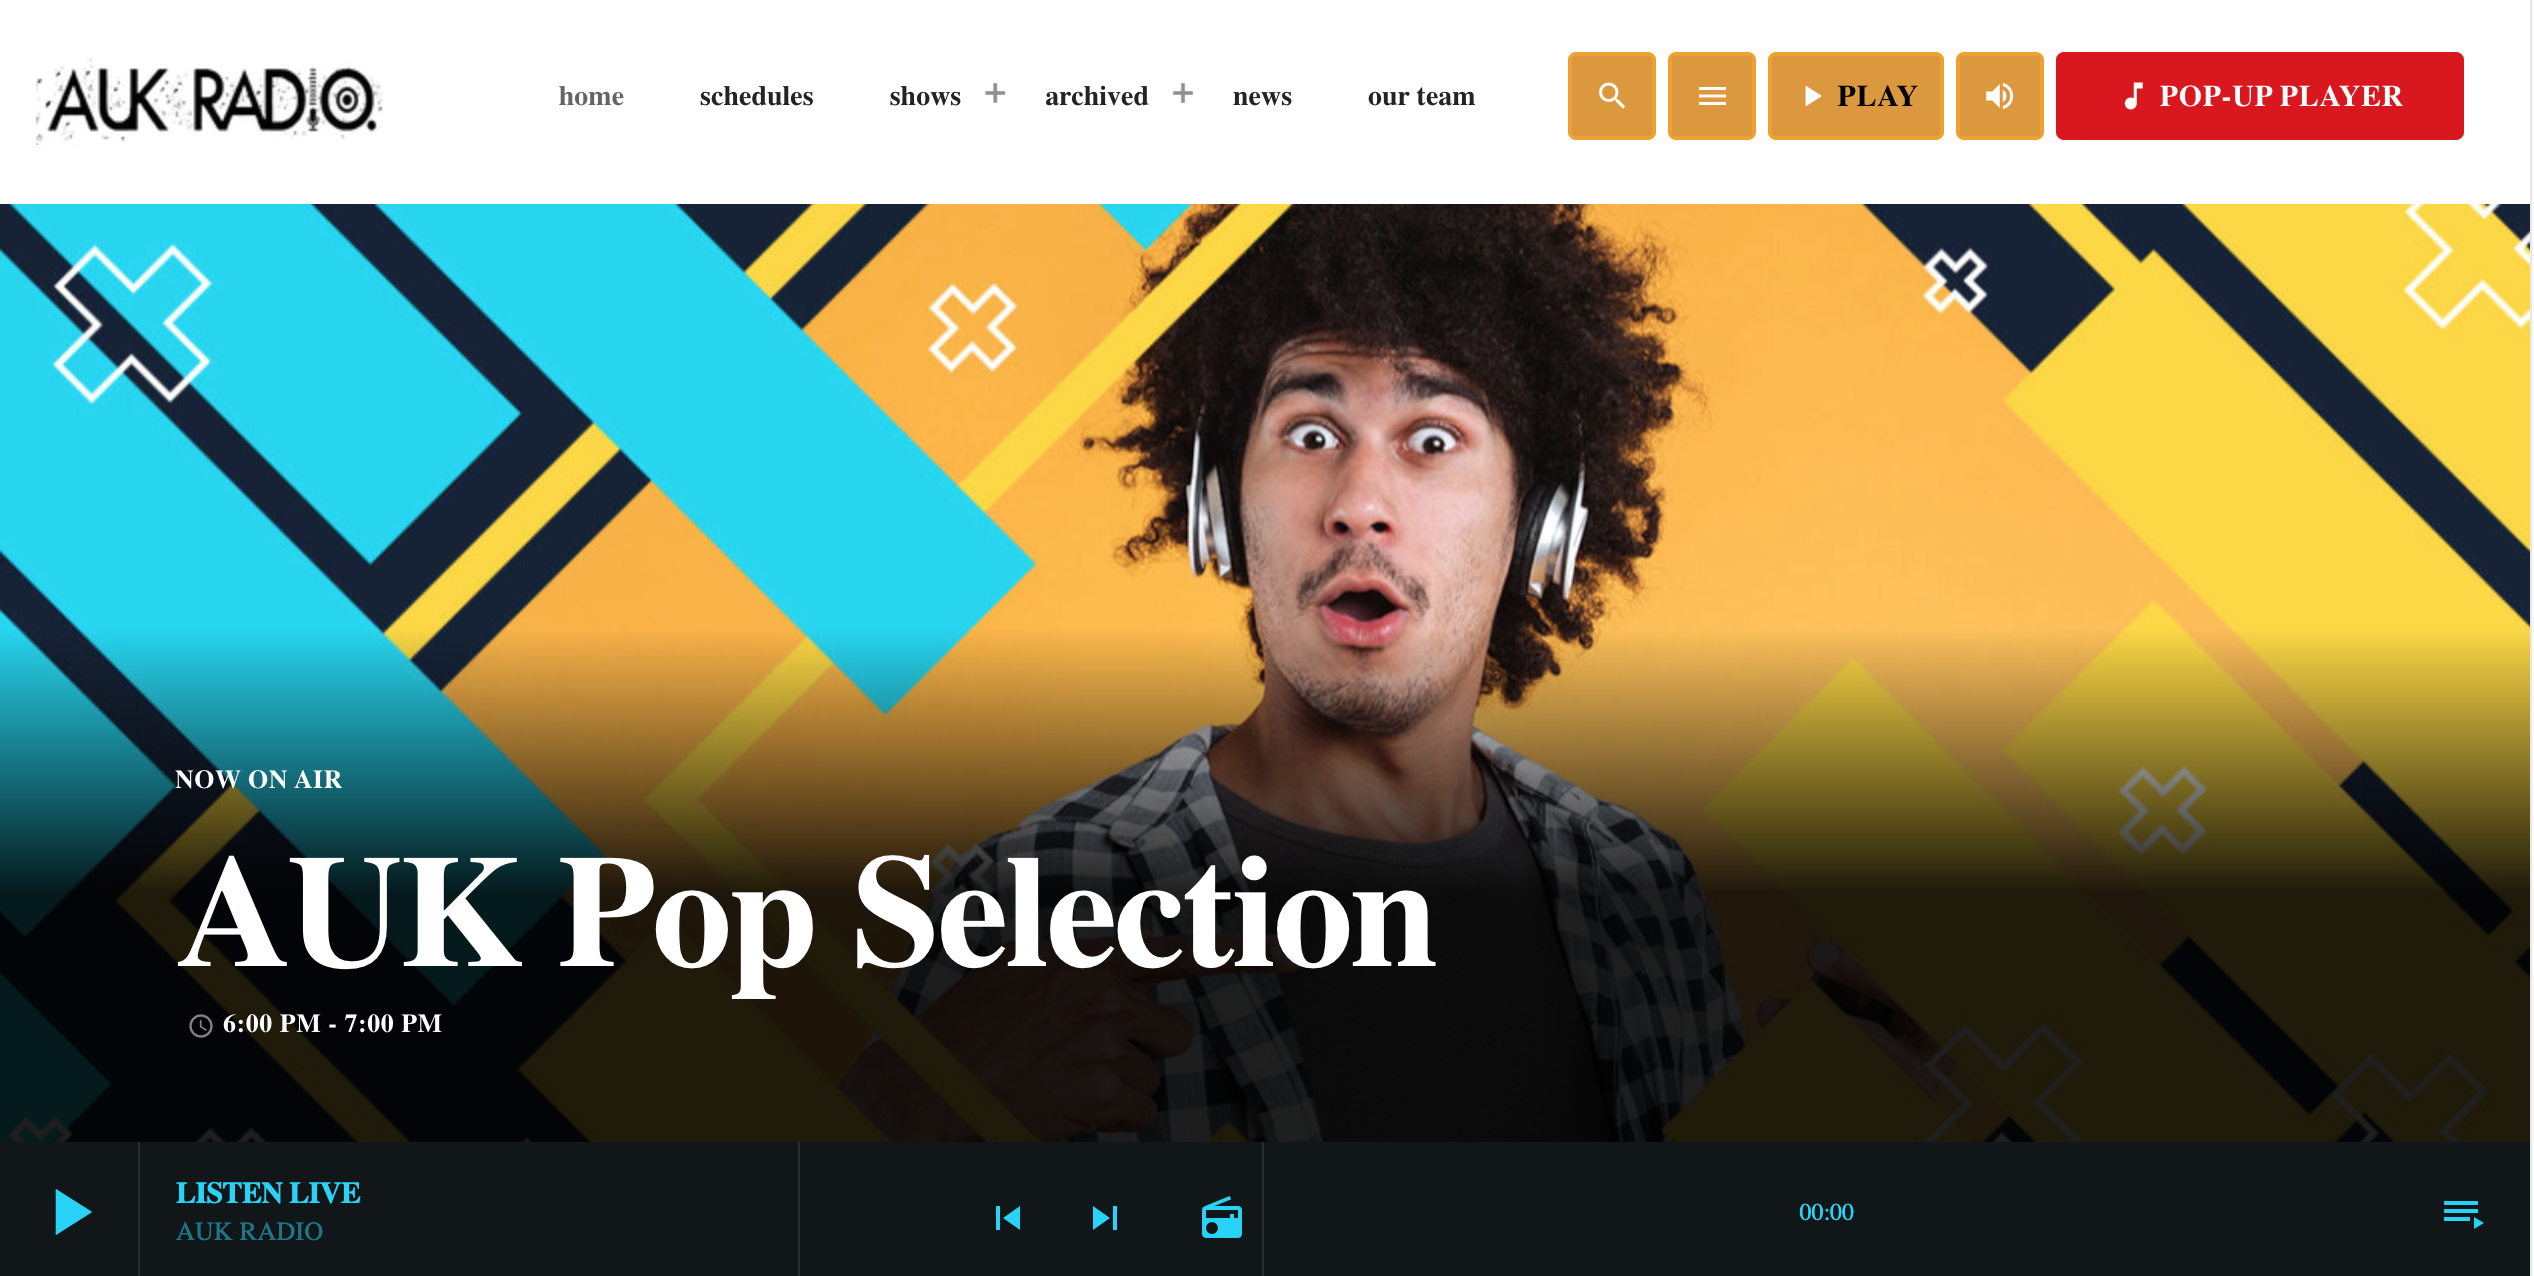 AUK RADIO.
home schedules shows + archived + news our team PLAY POP-UP PLAYER
NOW ON AIR
AUK Pop Selection
6:00 PM - 7:00 PM
LISTEN LIVE
AUK RADIO
00:00